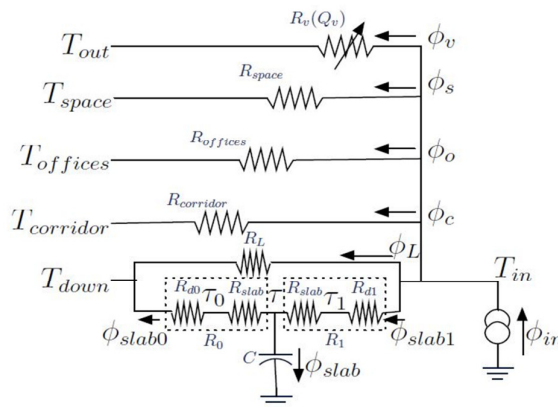 R_v(Q_v)
T_out ϕ_v
R_space
T_space ϕ_s
R_offices
T_offices ϕ_o
R_corridor
T_corridor ϕ_c
R_L ϕ_L
T_down T_in
R_d0 τ_0 R_slab τ R_slab τ_1 R_d1
ϕ_slab0 R_0 R_1 ϕ_slab1 ϕ_in
C ϕ_slab